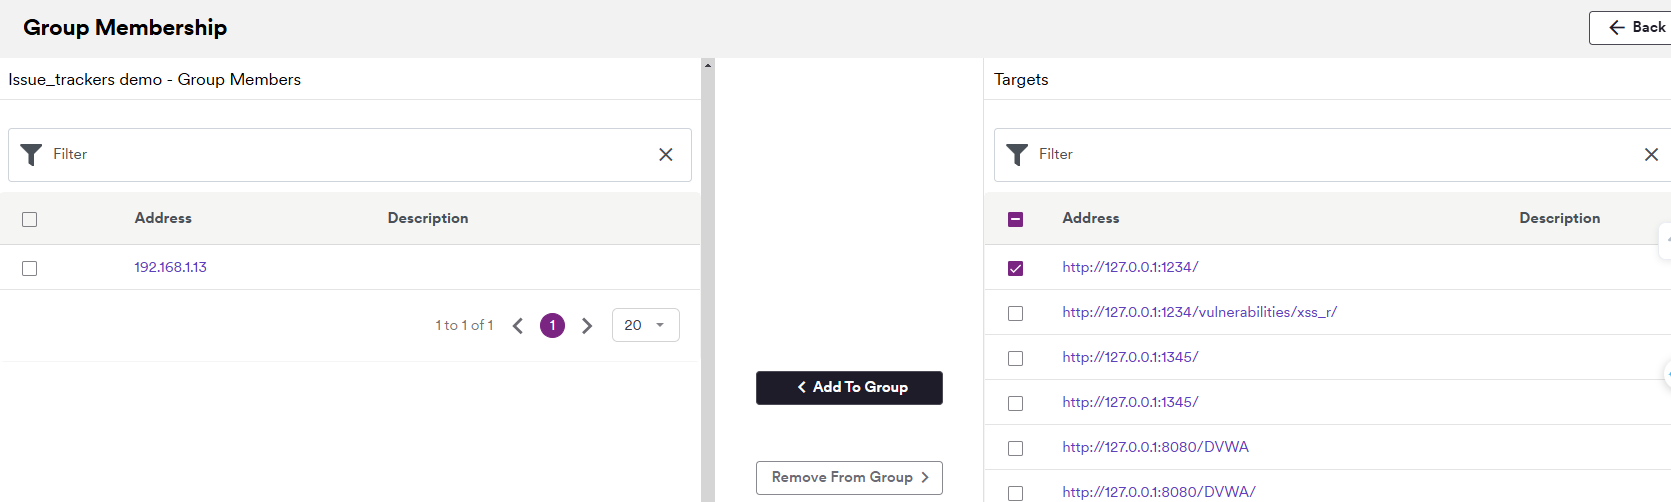 Group Membership
Back
Issue_trackers demo - Group Members
Filter
Address Description
192.168.1.13
1 to 1 of 1 1 20
Add To Group
Remove From Group
Targets
Filter
Address Description
http://127.0.0.1:1234/
http://127.0.0.1:1234/vulnerabilities/xss_r/
http://127.0.0.1:1345/
http://127.0.0.1:1345/
http://127.0.0.1:8080/DVWA
http://127.0.0.1:8080/DVWA/